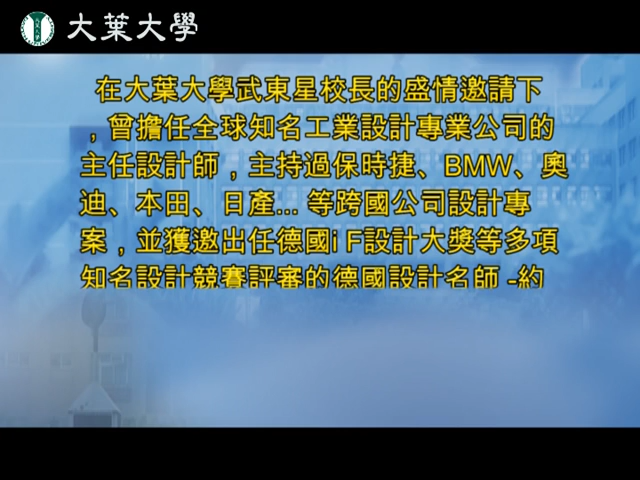 大葉大學
在大葉大學武東星校長的盛情邀請下
，曾擔任全球知名工業設計專業公司的
主任設計師，主持過保時捷、BMW、奧
迪、本田、日產... 等跨國公司設計專
案，並獲邀出任德國i F設計大獎等多項
知名設計競賽評審的德國設計名師 -約